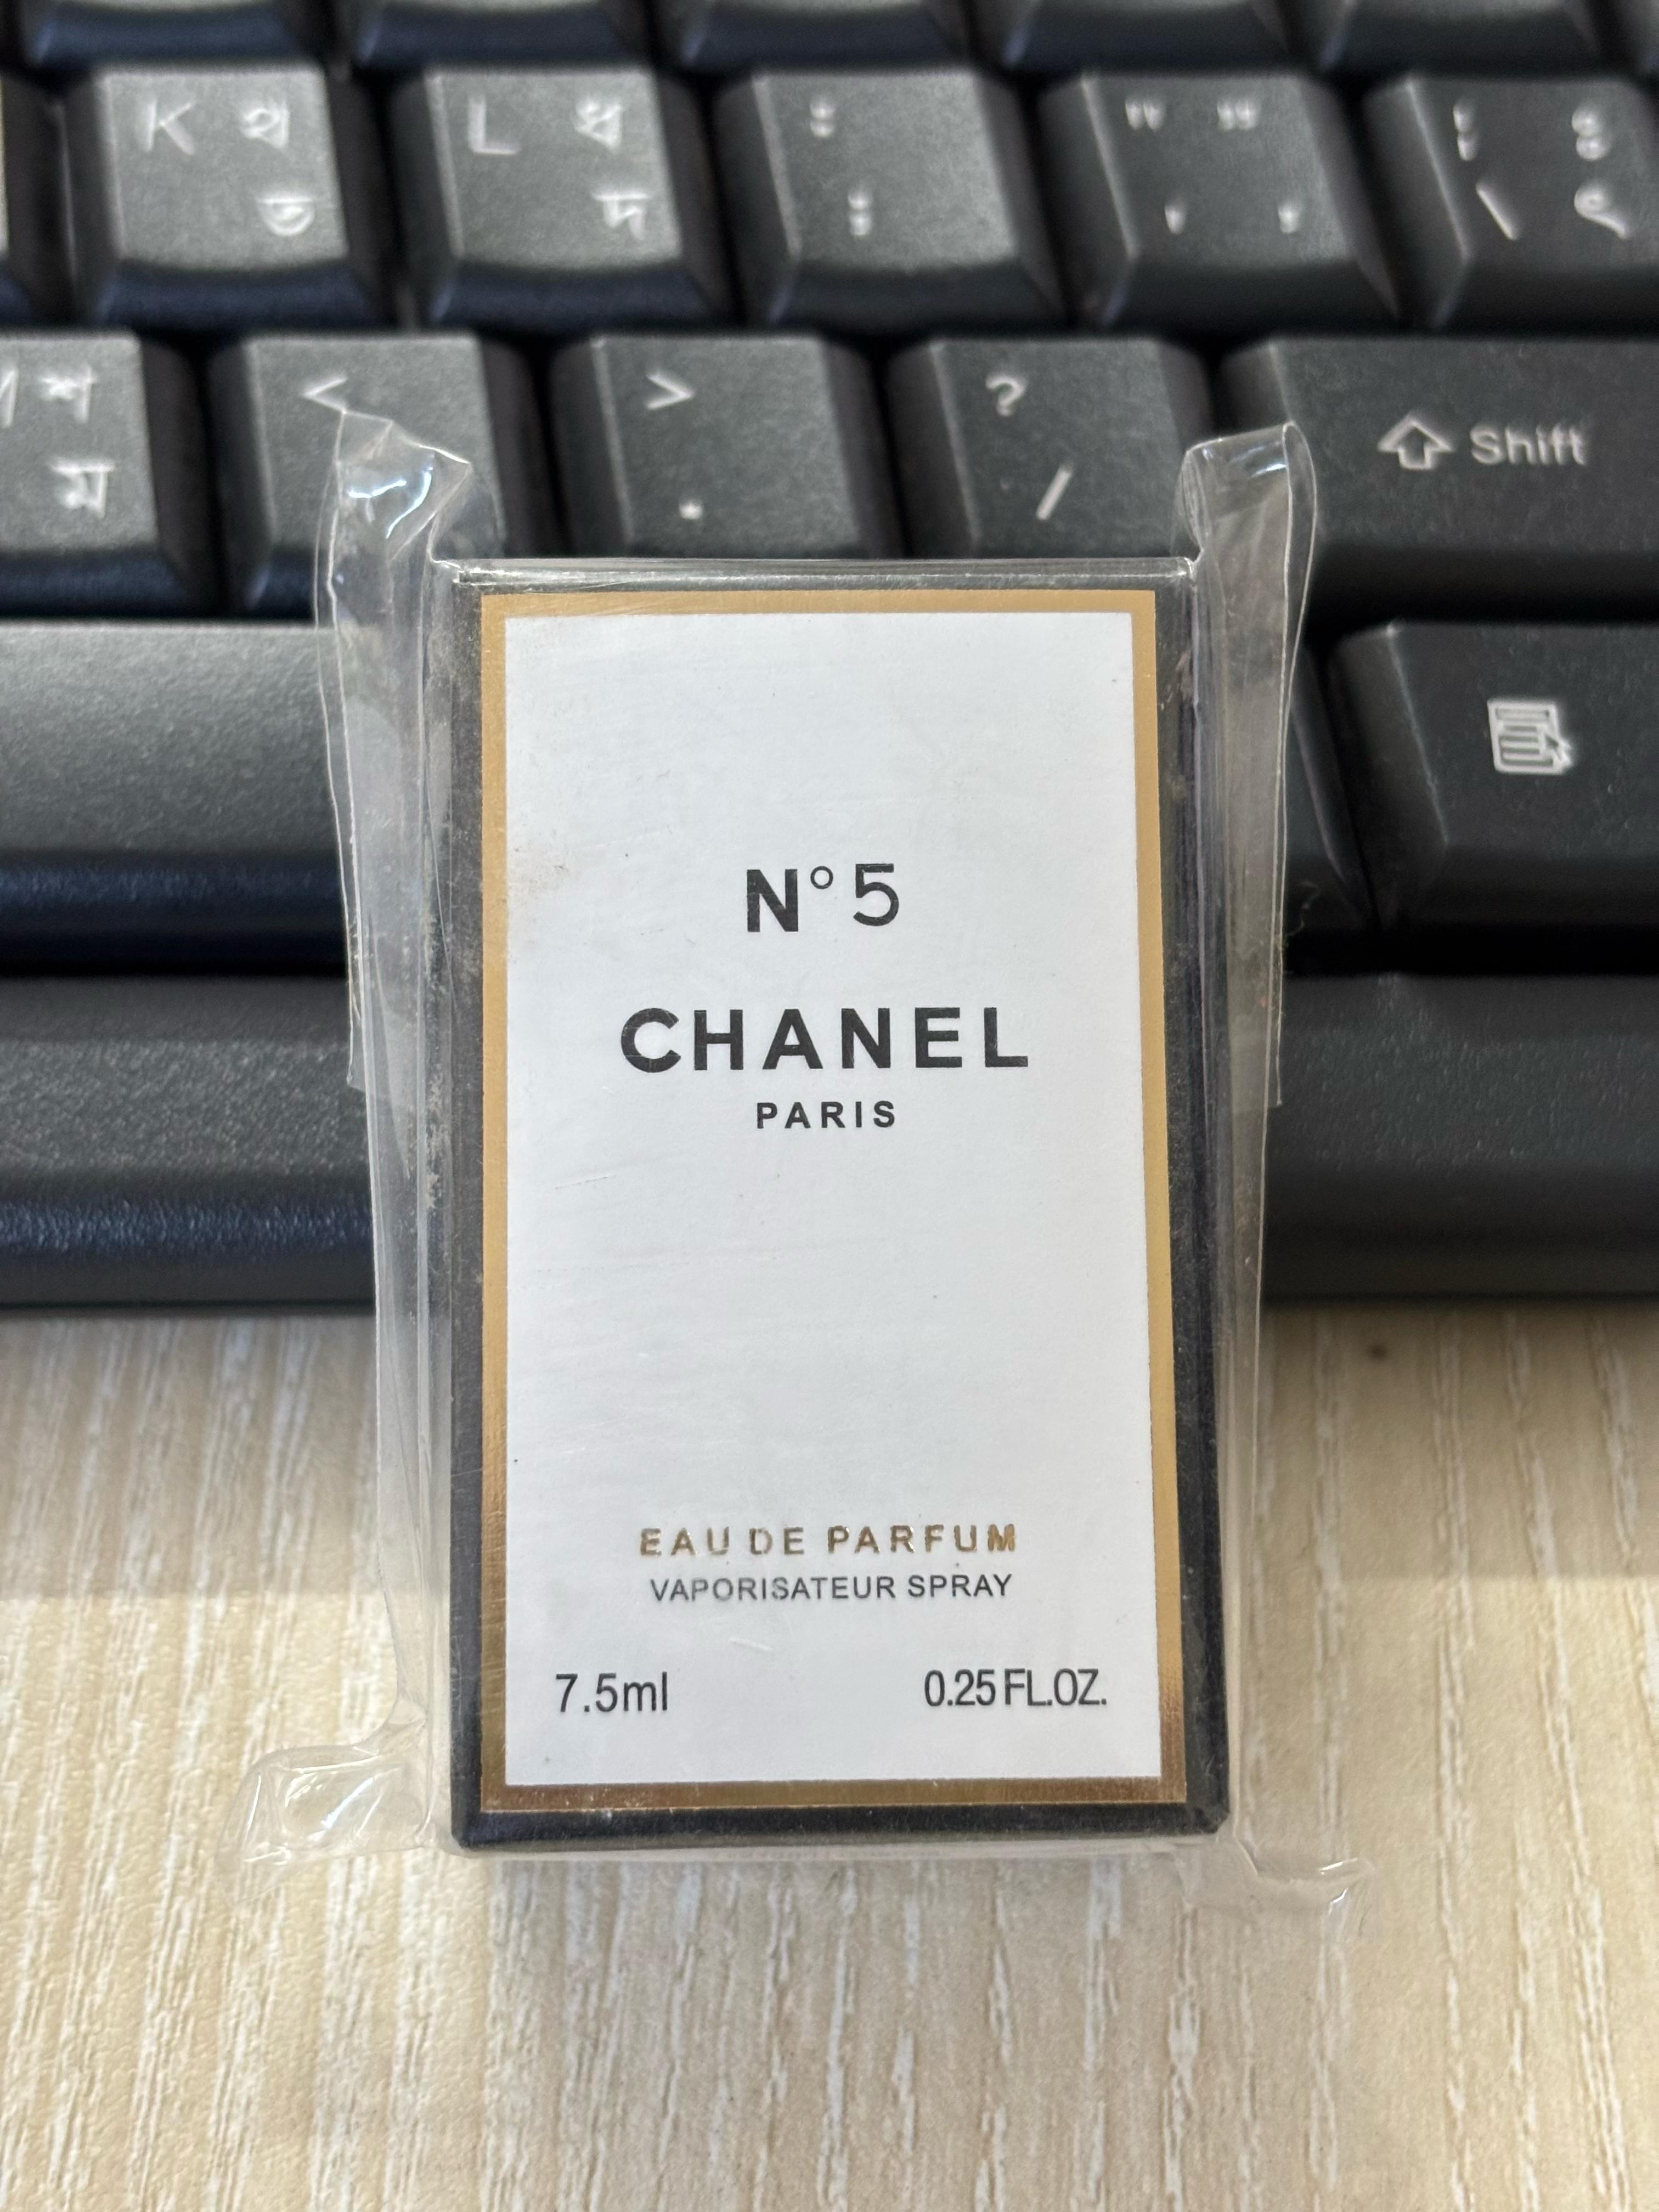 K থ
ত
L ধ
দ
:
;
" "
' '
| ঃ
\ ৎ
শ
ম
<
>
.
?
/
Shift
N°5
CHANEL
PARIS
EAU DE PARFUM
VAPORISATEUR SPRAY
7.5ml 0.25 FL.OZ.